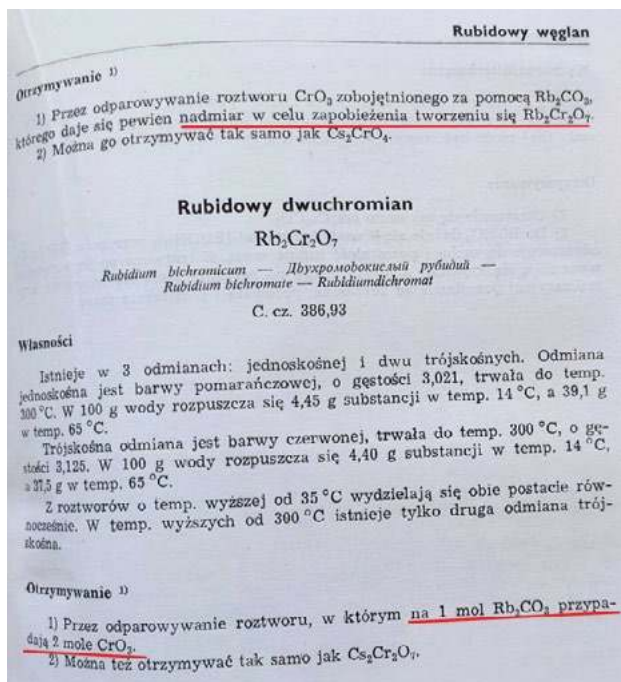 Rubidowy węglan
Otrzymywanie ¹⁾
1) Przez odparowywanie roztworu CrO₃ zobojętnionego za pomocą Rb₂CO₃,
którego daje się pewien nadmiar w celu zapobieżenia tworzeniu się Rb₂Cr₂O₇.
2) Można go otrzymywać tak samo jak Cs₂CrO₄.
Rubidowy dwuchromian
Rb₂Cr₂O₇
Rubidium bichromicum — Двухромовокислый рубидий —
Rubidium bichromate — Rubidiumdichromat
C. cz. 386,93
Własności
Istnieje w 3 odmianach: jednoskośnej i dwu trójskośnych. Odmiana
jednoskośna jest barwy pomarańczowej, o gęstości 3,021, trwała do temp.
300 °C. W 100 g wody rozpuszcza się 4,45 g substancji w temp. 14 °C, a 39,1 g
w temp. 65 °C.
Trójskośna odmiana jest barwy czerwonej, trwała do temp. 300 °C, o gę-
stości 3,125. W 100 g wody rozpuszcza się 4,40 g substancji w temp. 14 °C,
a 37,5 g w temp. 65 °C.
Z roztworów o temp. wyższej od 35 °C wydzielają się obie postacie rów-
nocześnie. W temp. wyższych od 300 °C istnieje tylko druga odmiana trój-
skośna.
Otrzymywanie ¹⁾
1) Przez odparowywanie roztworu, w którym na 1 mol Rb₂CO₃ przypa-
dają 2 mole CrO₃.
2) Można też otrzymywać tak samo jak Cs₂Cr₂O₇.